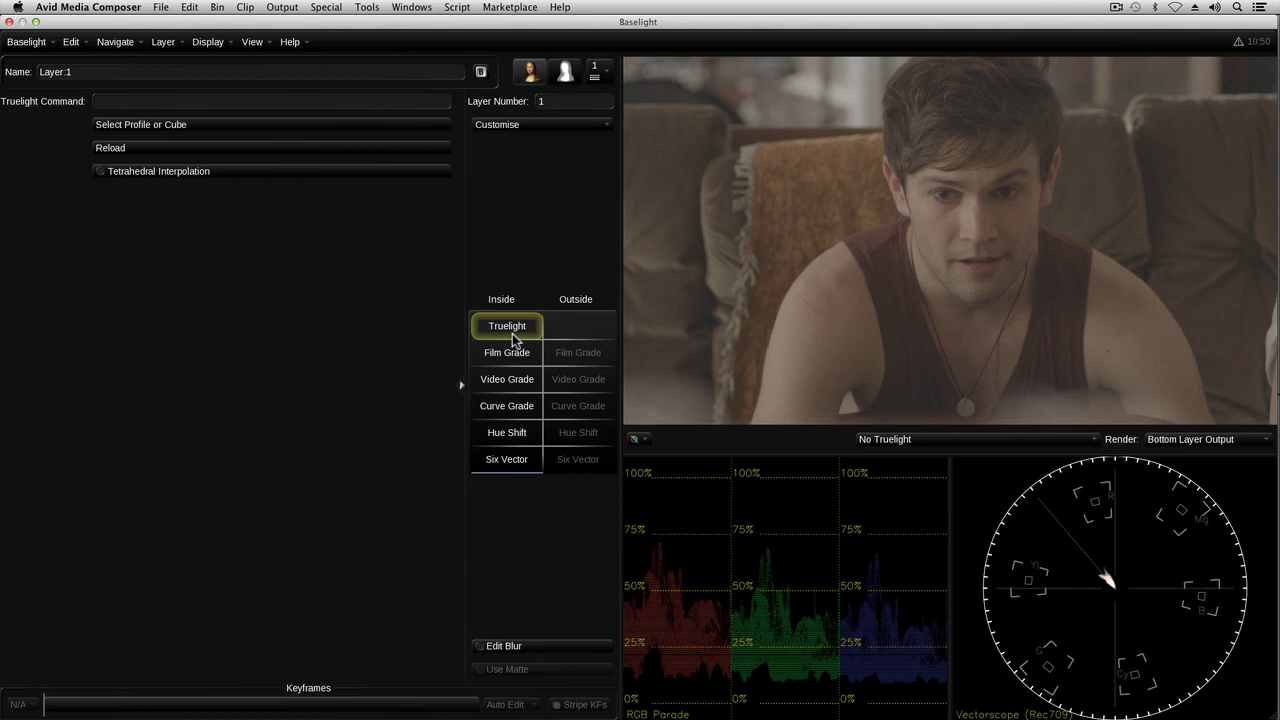 Avid Media Composer File Edit Bin Clip Output Special Tools Windows Script Marketplace Help
Baselight
Baselight Edit Navigate Layer Display View Help
10:50
Name: Layer:1
B
1
Truelight Command:
Layer Number: 1
Select Profile or Cube
Customise
Reload
Tetrahedral Interpolation
Inside Outside
Truelight
Film Grade Film Grade
Video Grade Video Grade
Curve Grade Curve Grade
Hue Shift Hue Shift
Six Vector Six Vector
Edit Blur
Use Matte
Keyframes
N/A
Auto Edit
Stripe KFs
No Truelight
Render: Bottom Layer Output
100% 100% 100%
75% 75% 75%
50% 50% 50%
25% 25% 25%
0% 0% 0%
RGB Parade
R
Mg
Yl
B
G
Cy
Vectorscope (Rec709)